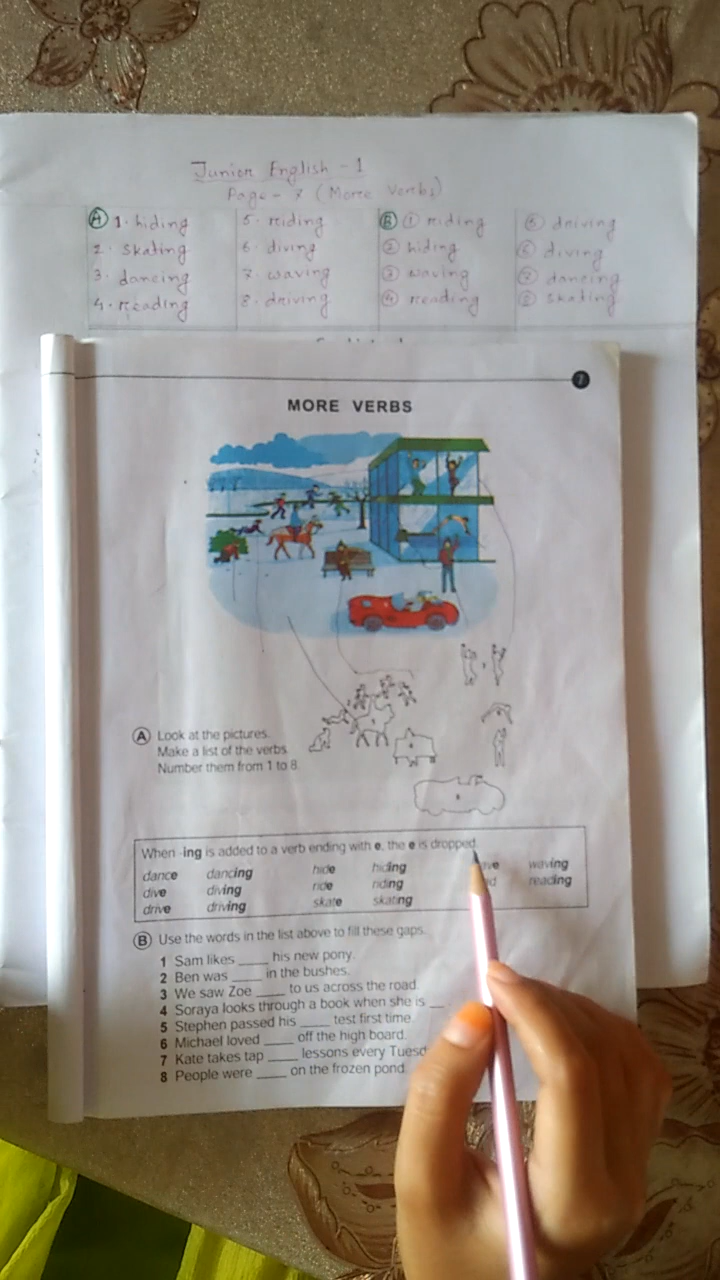 Junior English - 1
Page - 7 (More Verbs)
A 1. hiding
2. skating
3. dancing
4. reading
5. riding
6. diving
7. waving
8. driving
B 1 riding
2 hiding
3 waving
4 reading
5 driving
6 diving
7 dancing
8 skating
7
MORE VERBS
A Look at the pictures.
Make a list of the verbs.
Number them from 1 to 8.
When -ing is added to a verb ending with e, the e is dropped.
dance dancing hide hiding waving
dive diving ride riding reading
drive driving skate skating
B Use the words in the list above to fill these gaps.
1 Sam likes ____ his new pony.
2 Ben was ____ in the bushes.
3 We saw Zoe ____ to us across the road.
4 Soraya looks through a book when she is __
5 Stephen passed his ____ test first time.
6 Michael loved ____ off the high board.
7 Kate takes tap ____ lessons every
8 People were ____ on the frozen pond.